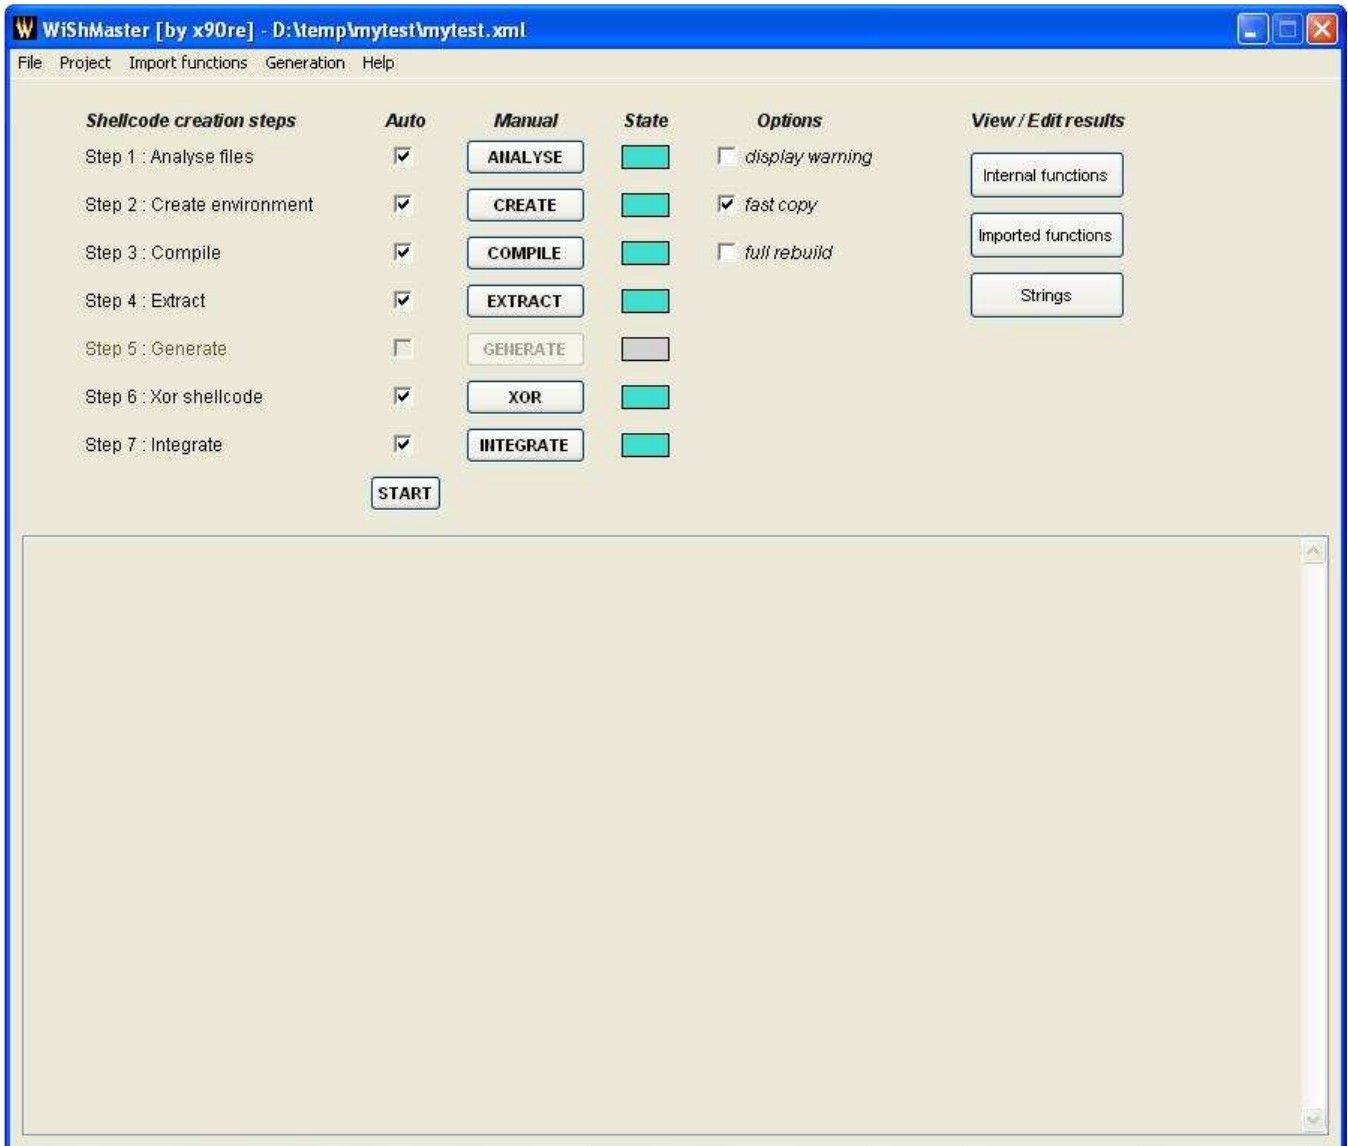 WiShMaster [by x90re] - D:\temp\mytest\mytest.xml
File Project Import functions Generation Help
Shellcode creation steps Auto Manual State Options View / Edit results
Step 1 : Analyse files ANALYSE display warning
Internal functions
Step 2 : Create environment CREATE fast copy
Imported functions
Step 3 : Compile COMPILE full rebuild
Step 4 : Extract EXTRACT Strings
Step 5 : Generate GENERATE
Step 6 : Xor shellcode XOR
Step 7 : Integrate INTEGRATE
START